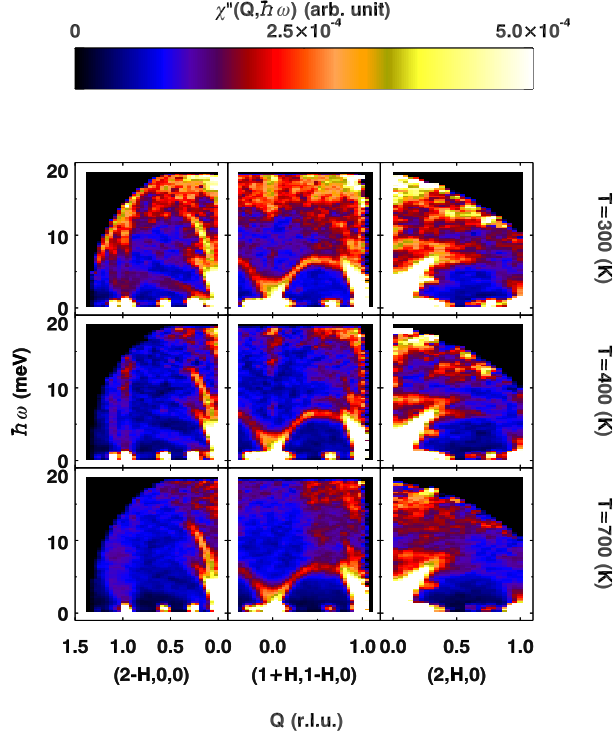 χ"(Q,ħω) (arb. unit)
0 2.5×10⁻⁴ 5.0×10⁻⁴
20
10
0
T=300 (K)
20
10
0
T=400 (K)
20
10
0
T=700 (K)
ħω (meV)
1.5 1.0 0.5 0.0 0.0 1.0 0.0 0.5 1.0
(2-H,0,0) (1+H,1-H,0) (2,H,0)
Q (r.l.u.)